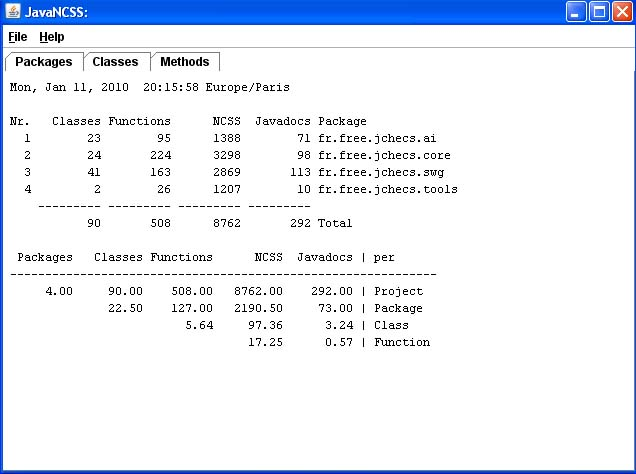 JavaNCSS:
File Help
Packages Classes Methods
Mon, Jan 11, 2010 20:15:58 Europe/Paris
Nr. Classes Functions NCSS Javadocs Package
1 23 95 1388 71 fr.free.jchecs.ai
2 24 224 3298 98 fr.free.jchecs.core
3 41 163 2869 113 fr.free.jchecs.swg
4 2 26 1207 10 fr.free.jchecs.tools
--------- --------- --------- ---------
90 508 8762 292 Total
Packages Classes Functions NCSS Javadocs | per
-------------------------------------------------------------
4.00 90.00 508.00 8762.00 292.00 | Project
22.50 127.00 2190.50 73.00 | Package
5.64 97.36 3.24 | Class
17.25 0.57 | Function